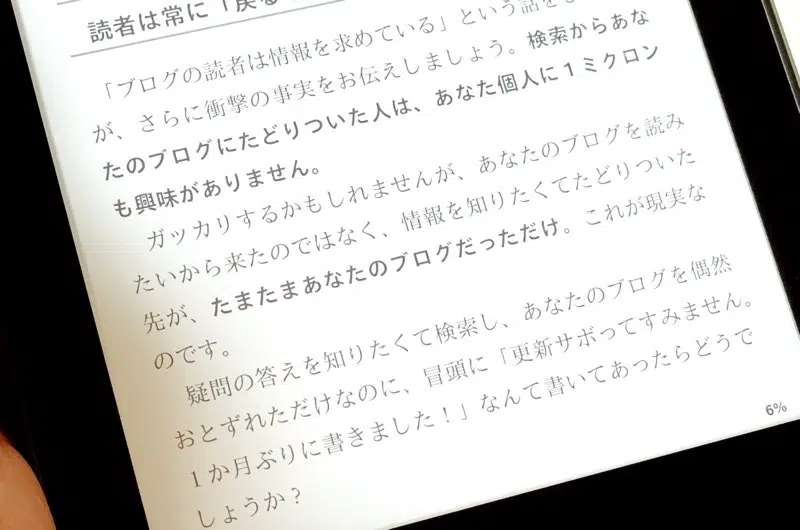 読者は常に「戻る
「ブログの読者は情報を求めている」という話を
が、さらに衝撃の事実をお伝えしましょう。検索からあな
たのブログにたどりついた人は、あなた個人に１ミクロン
も興味がありません。
ガッカリするかもしれませんが、あなたのブログを読み
たいから来たのではなく、情報を知りたくてたどりついた
先が、たまたまあなたのブログだっただけ。これが現実な
のです。
疑問の答えを知りたくて検索し、あなたのブログを偶然
おとずれただけなのに、冒頭に「更新サボってすみません。
１か月ぶりに書きました！」なんて書いてあったらどうで
しょうか？
6%